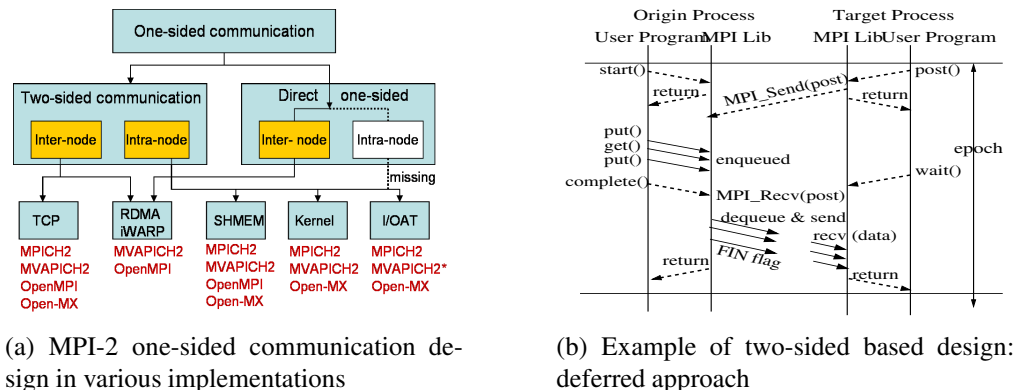 One-sided communication
Two-sided communication
Direct one-sided
Inter-node
Intra-node
Inter- node
Intra-node
missing
TCP
RDMA
iWARP
SHMEM
Kernel
I/OAT
MPICH2
MVAPICH2
OpenMPI
Open-MX
MVAPICH2
OpenMPI
MPICH2
MVAPICH2
OpenMPI
Open-MX
MPICH2
MVAPICH2
Open-MX
MPICH2
MVAPICH2*
Open-MX
(a) MPI-2 one-sided communication de-
sign in various implementations
Origin Process
Target Process
User Program
MPI Lib
MPI Lib
User Program
start()
post()
MPI_Send(post)
return
return
put()
get()
put()
enqueued
epoch
wait()
complete()
MPI_Recv(post)
dequeue & send
recv (data)
FIN flag
return
return
(b) Example of two-sided based design:
deferred approach